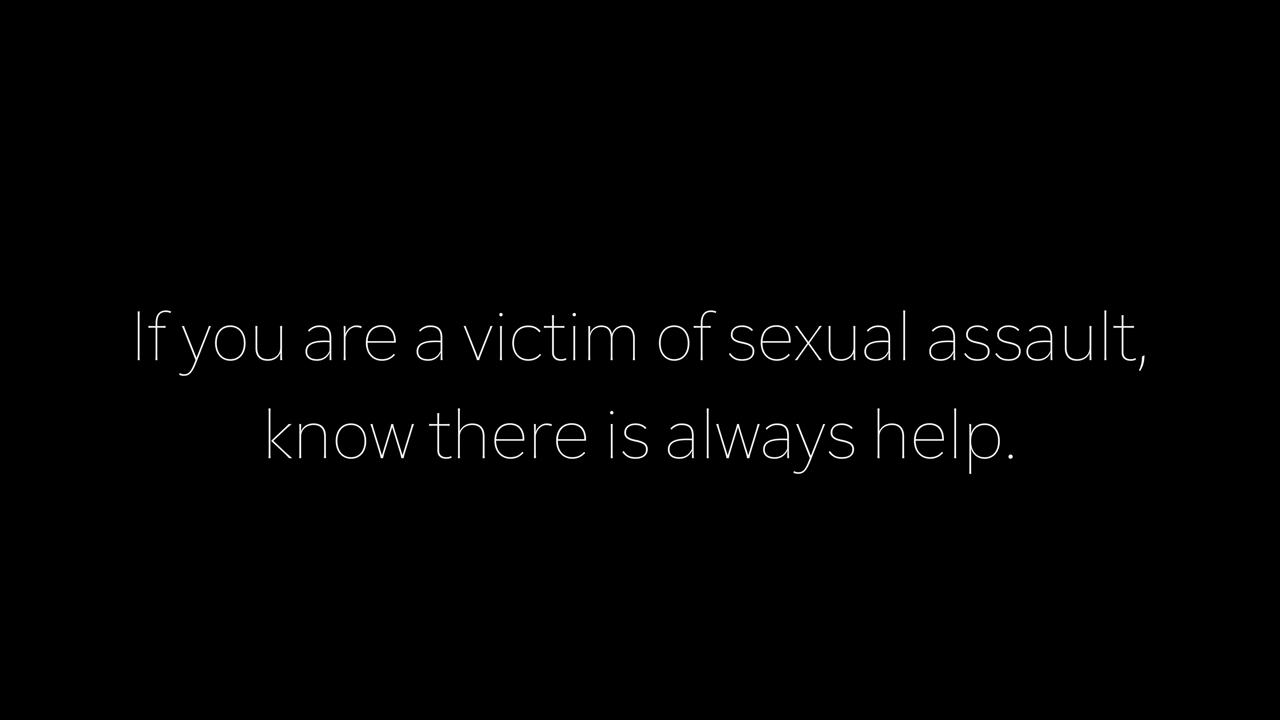 If you are a victim of sexual assault,
know there is always help.